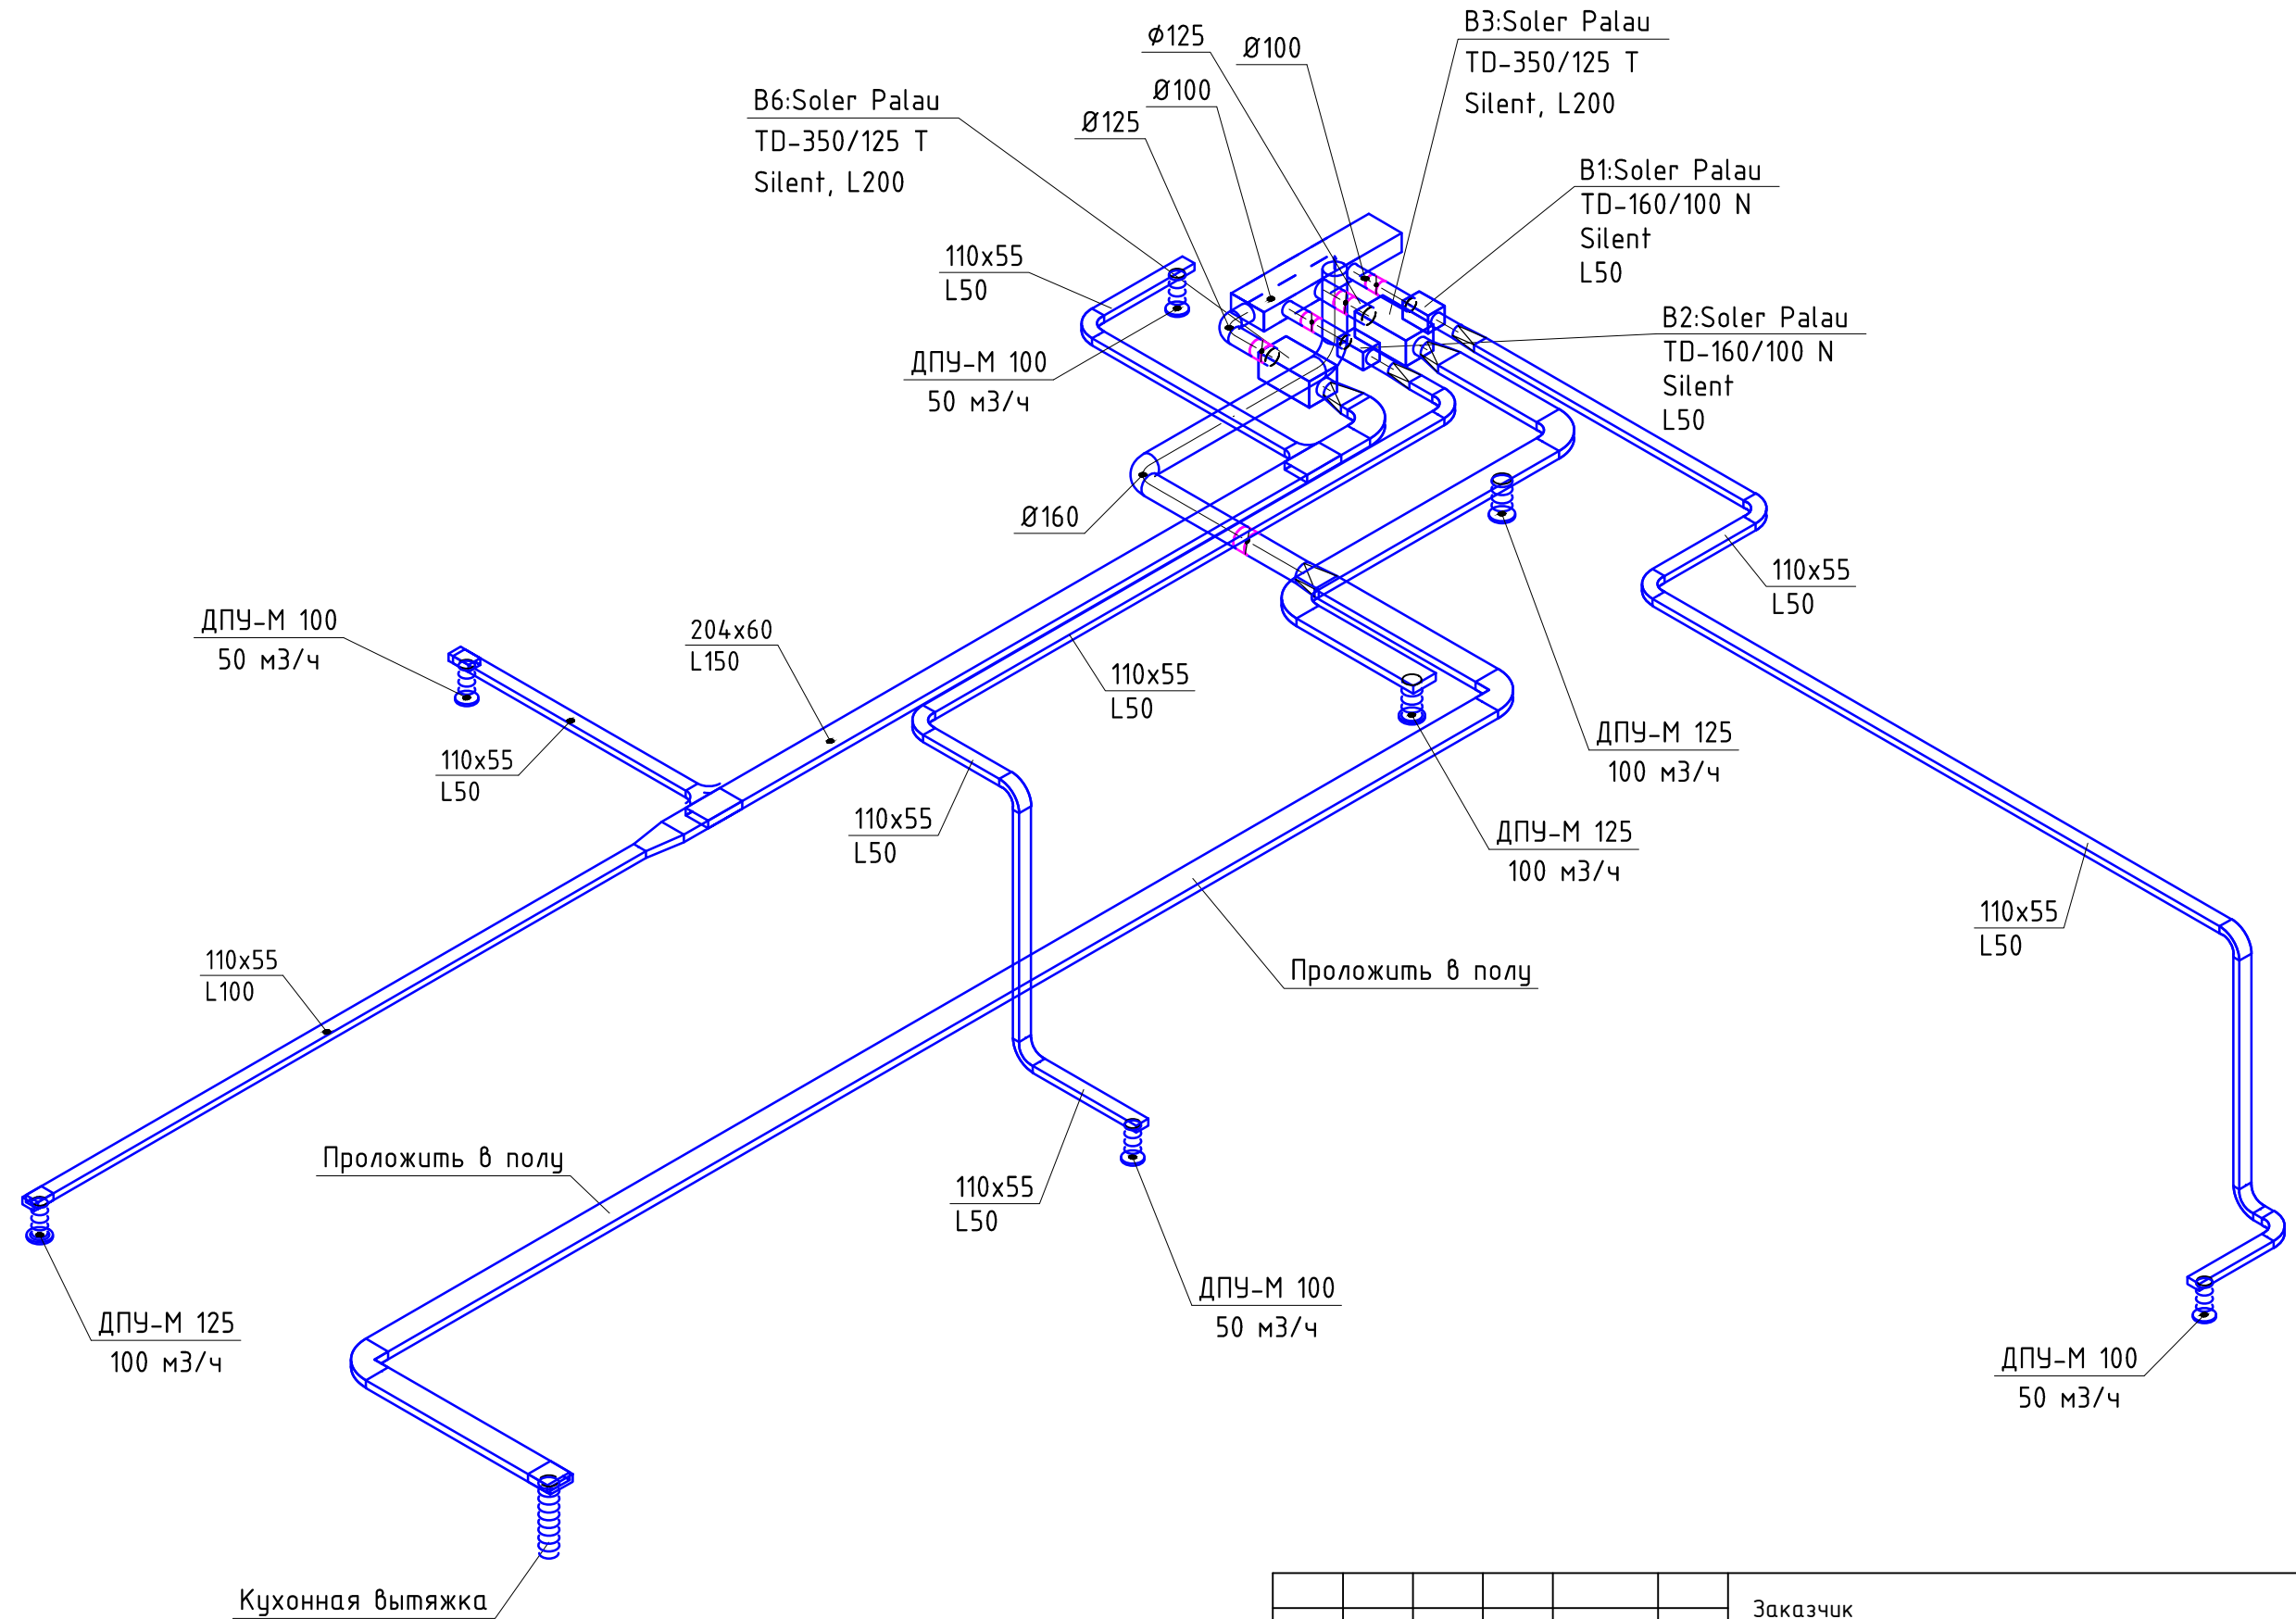 B3:Soler Palau
TD-350/125 T
Silent, L200
ϕ125
Ø100
Ø100
Ø125
B6:Soler Palau
TD-350/125 T
Silent, L200
B1:Soler Palau
TD-160/100 N
Silent
L50
110x55
L50
B2:Soler Palau
TD-160/100 N
Silent
L50
ДПУ-М 100
50 м3/ч
Ø160
110x55
L50
ДПУ-М 100
50 м3/ч
204x60
L150
110x55
L50
ДПУ-М 125
100 м3/ч
110x55
L50
110x55
L50
ДПУ-М 125
100 м3/ч
110x55
L50
110x55
L100
Проложить в полу
Проложить в полу
110x55
L50
ДПУ-М 100
50 м3/ч
ДПУ-М 125
100 м3/ч
ДПУ-М 100
50 м3/ч
Кухонная вытяжка
Заказчик